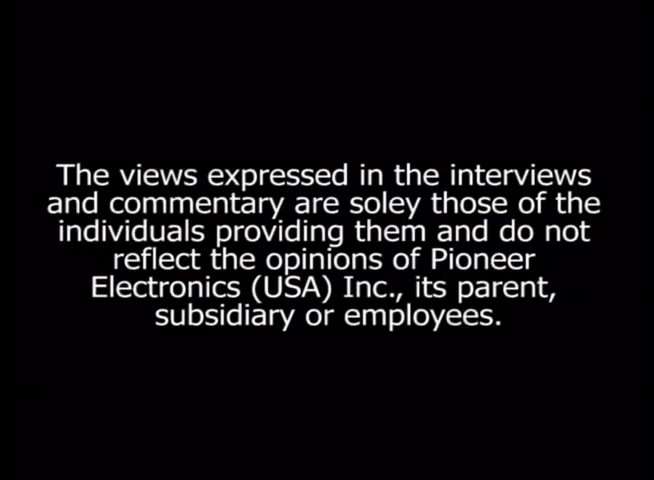 The views expressed in the interviews
and commentary are soley those of the
individuals providing them and do not
reflect the opinions of Pioneer
Electronics (USA) Inc., its parent,
subsidiary or employees.